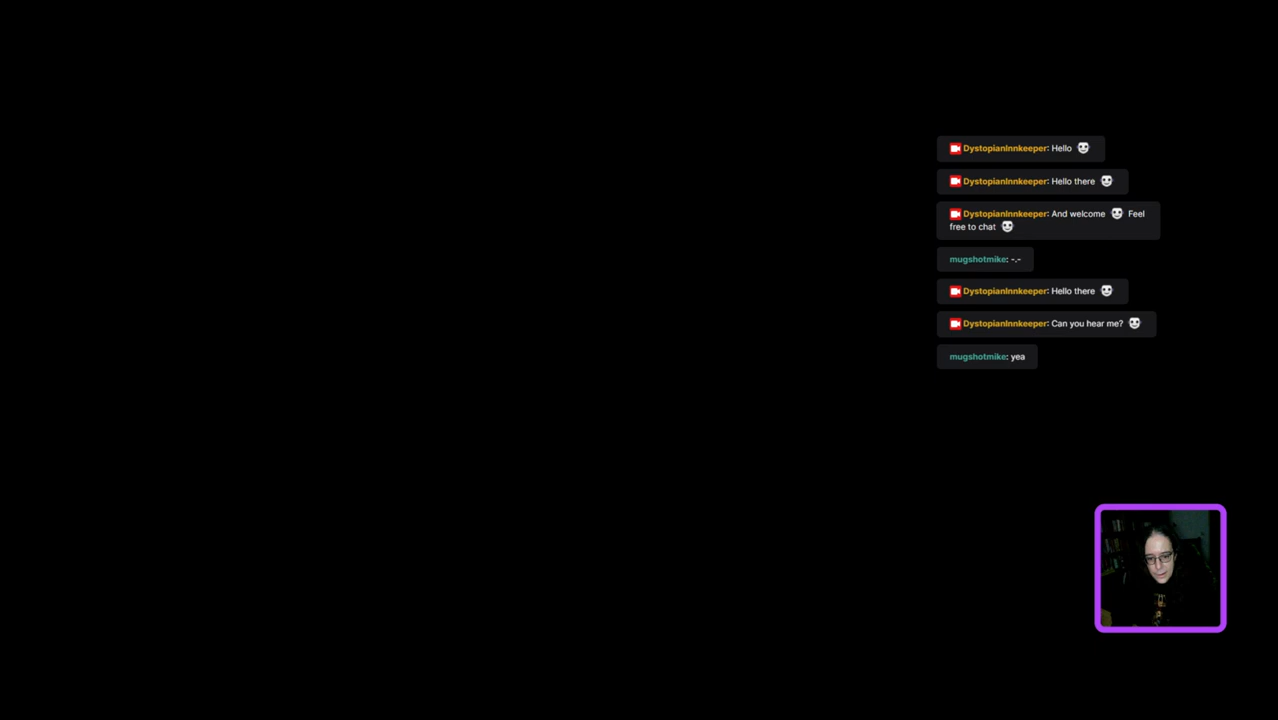 DystopianInnkeeper: Hello
DystopianInnkeeper: Hello there
DystopianInnkeeper: And welcome Feel
free to chat
mugshotmike: -.-
DystopianInnkeeper: Hello there
DystopianInnkeeper: Can you hear me?
mugshotmike: yea